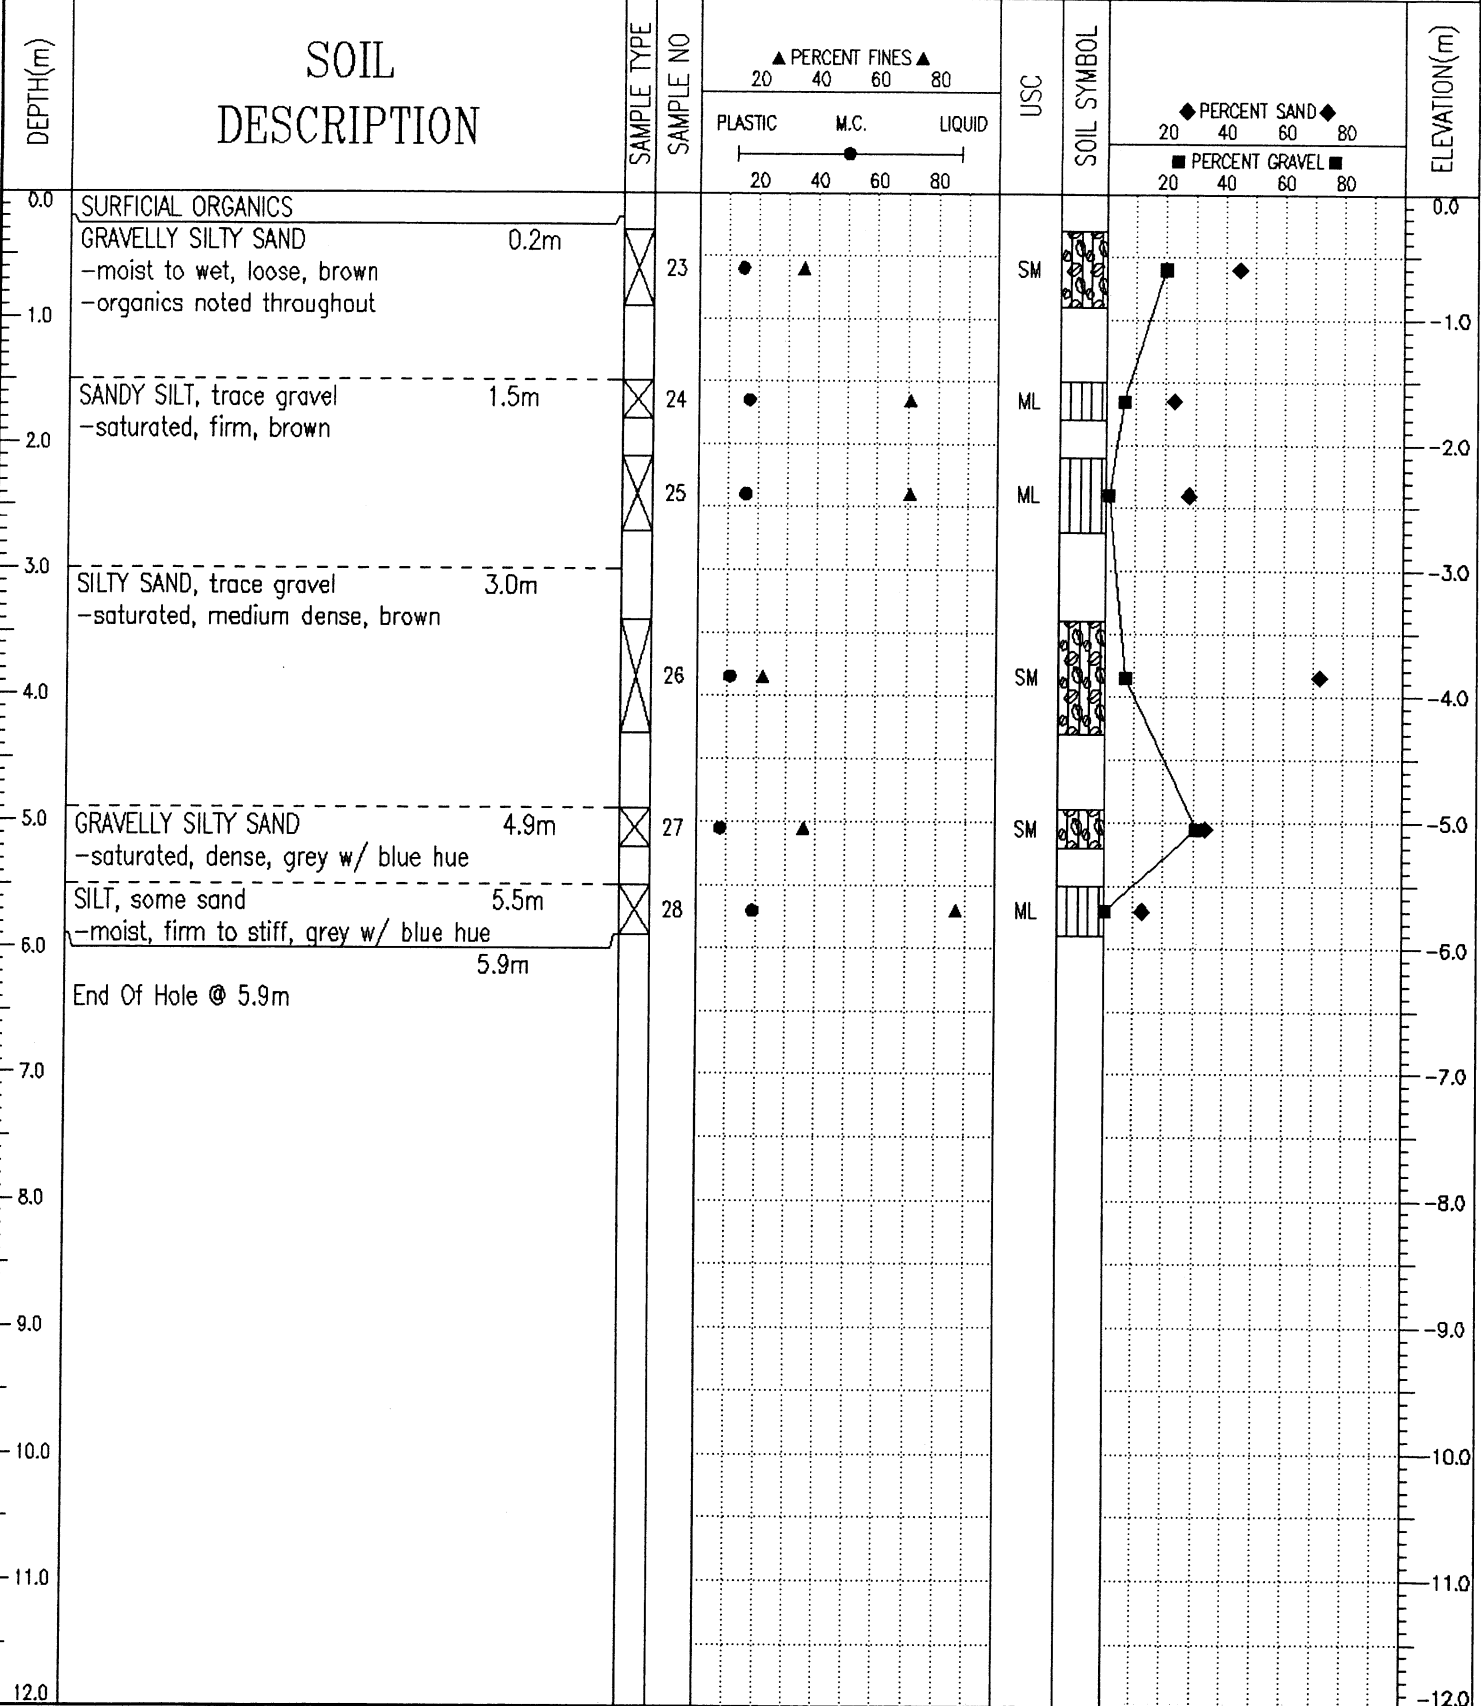 DEPTH(m)
SOIL
DESCRIPTION
SAMPLE TYPE
SAMPLE NO
▲ PERCENT FINES ▲
20 40 60 80
PLASTIC M.C. LIQUID
20 40 60 80
USC
SOIL SYMBOL
◆ PERCENT SAND ◆
20 40 60 80
■ PERCENT GRAVEL ■
20 40 60 80
ELEVATION(m)
0.0 SURFICIAL ORGANICS 0.0
GRAVELLY SILTY SAND 0.2m
-moist to wet, loose, brown 23 SM
-organics noted throughout
1.0 -1.0
SANDY SILT, trace gravel 1.5m 24 ML
-saturated, firm, brown
2.0 -2.0
25 ML
3.0 -3.0
SILTY SAND, trace gravel 3.0m
-saturated, medium dense, brown
26 SM
4.0 -4.0
5.0 GRAVELLY SILTY SAND 4.9m 27 SM -5.0
-saturated, dense, grey w/ blue hue
SILT, some sand 5.5m 28 ML
-moist, firm to stiff, grey w/ blue hue
6.0 -6.0
5.9m
End Of Hole @ 5.9m
7.0 -7.0
8.0 -8.0
9.0 -9.0
10.0 -10.0
11.0 -11.0
12.0 -12.0